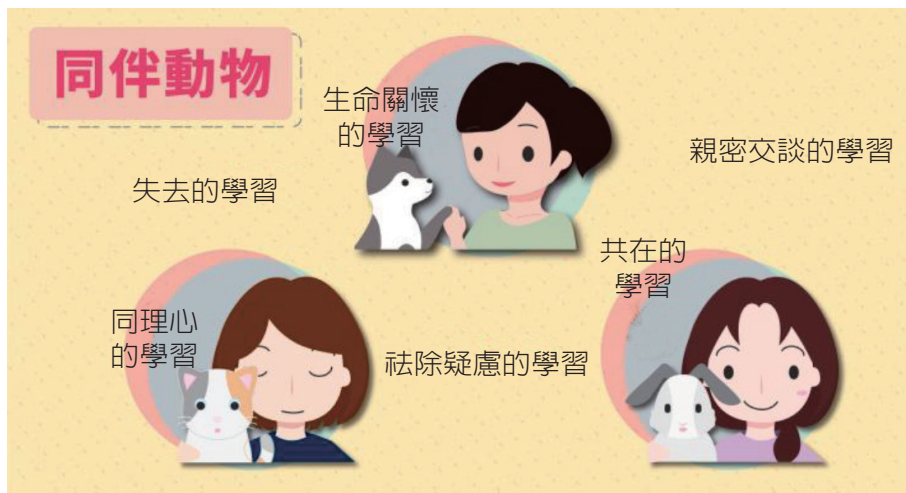 同伴動物
生命關懷
的學習
親密交談的學習
失去的學習
共在的
學習
同理心
的學習
祛除疑慮的學習